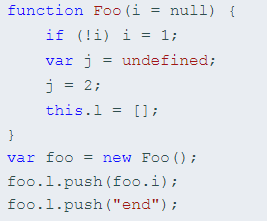 function Foo(i = null) {
    if (!i) i = 1;
    var j = undefined;
    j = 2;
    this.l = [];
}
var foo = new Foo();
foo.l.push(foo.i);
foo.l.push("end");